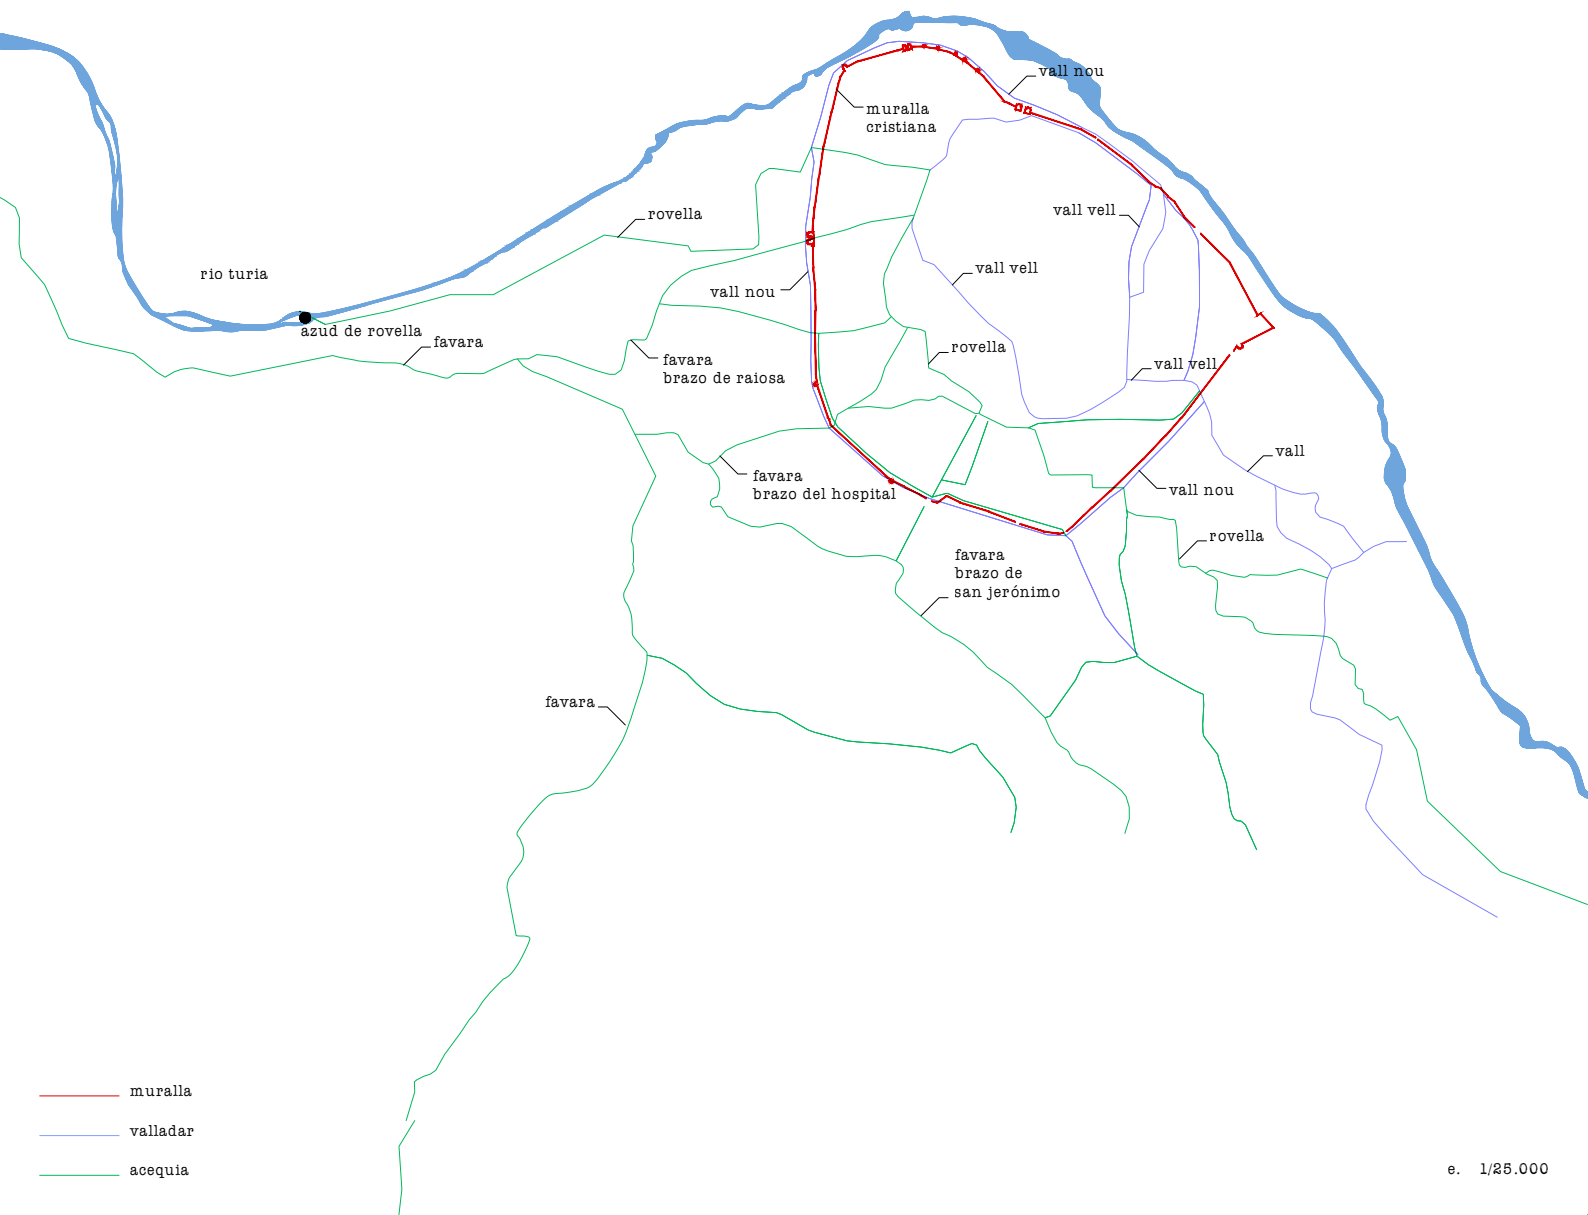 vall nou
muralla
cristiana
rovella
vall vell
rio turia
vall vell
vall nou
azud de rovella
favara
rovella
favara
brazo de raiosa
vall vell
vall
favara
brazo del hospital
vall nou
rovella
favara
brazo de
san jerónimo
favara
muralla
valladar
acequia
e. 1/25.000